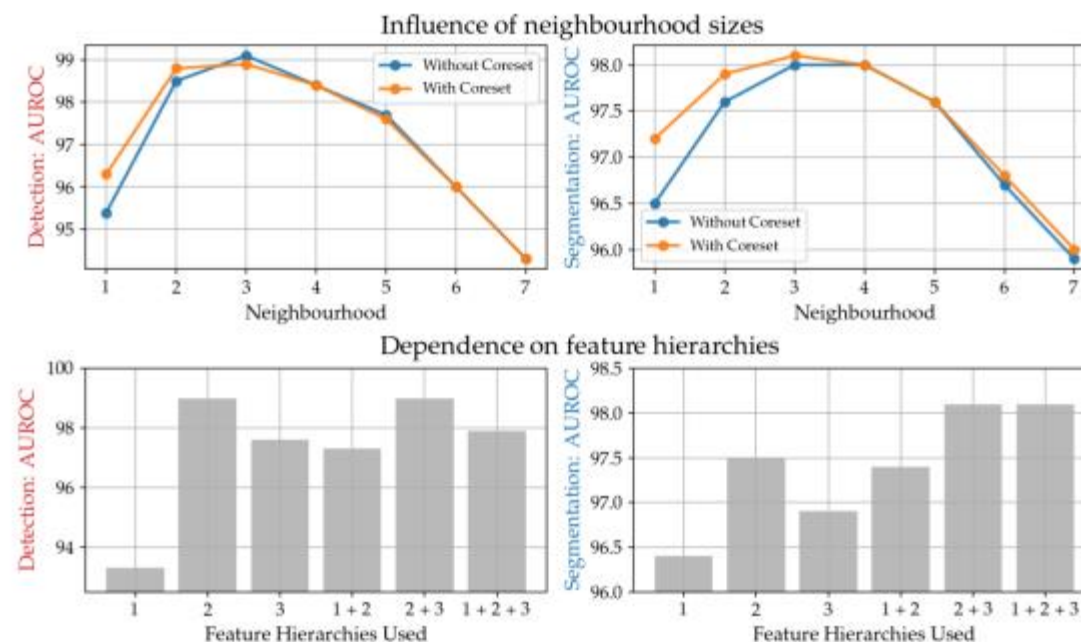 Influence of neighbourhood sizes
Detection: AUROC
99
98
97
96
95
Without Coreset
With Coreset
1 2 3 4 5 6 7
Neighbourhood
Segmentation: AUROC
98.0
97.5
97.0
96.5
96.0
Without Coreset
With Coreset
1 2 3 4 5 6 7
Neighbourhood
Dependence on feature hierarchies
Detection: AUROC
100
98
96
94
1 2 3 1 + 2 2 + 3 1 + 2 + 3
Feature Hierarchies Used
Segmentation: AUROC
98.5
98.0
97.5
97.0
96.5
96.0
1 2 3 1 + 2 2 + 3 1 + 2 + 3
Feature Hierarchies Used